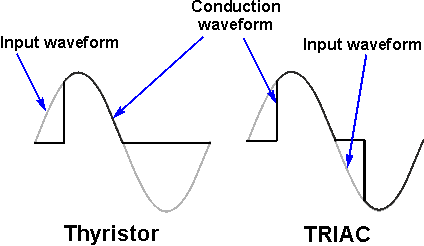 Conduction
waveform
Input waveform
Input waveform
Thyristor
TRIAC